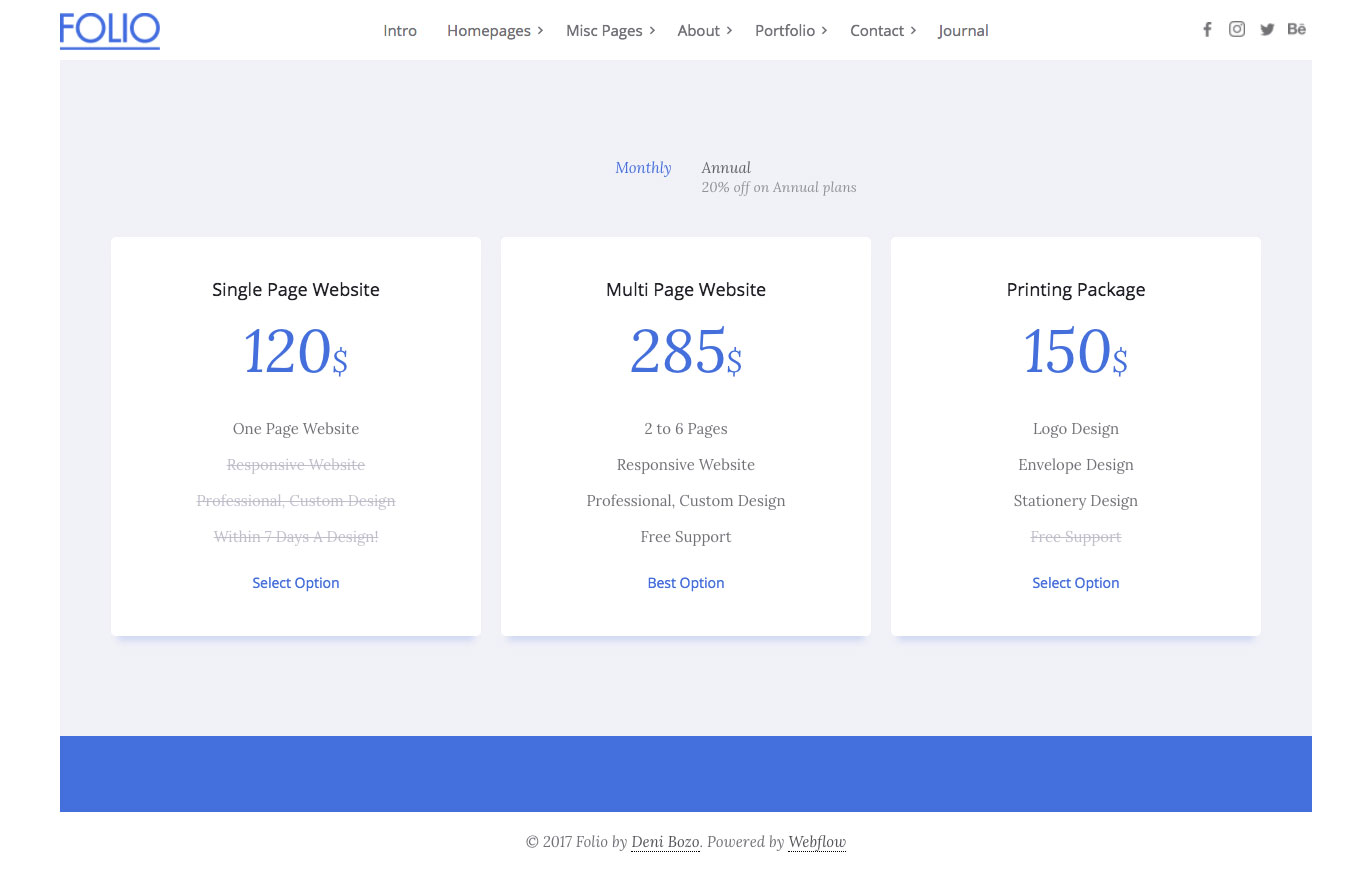 FOLIO
Intro Homepages Misc Pages About Portfolio Contact Journal
Bē
Monthly Annual
20% off on Annual plans
Single Page Website
120$
One Page Website
Responsive Website
Professional, Custom Design
Within 7 Days A Design!
Select Option
Multi Page Website
285$
2 to 6 Pages
Responsive Website
Professional, Custom Design
Free Support
Best Option
Printing Package
150$
Logo Design
Envelope Design
Stationery Design
Free Support
Select Option
© 2017 Folio by Deni Bozo. Powered by Webflow